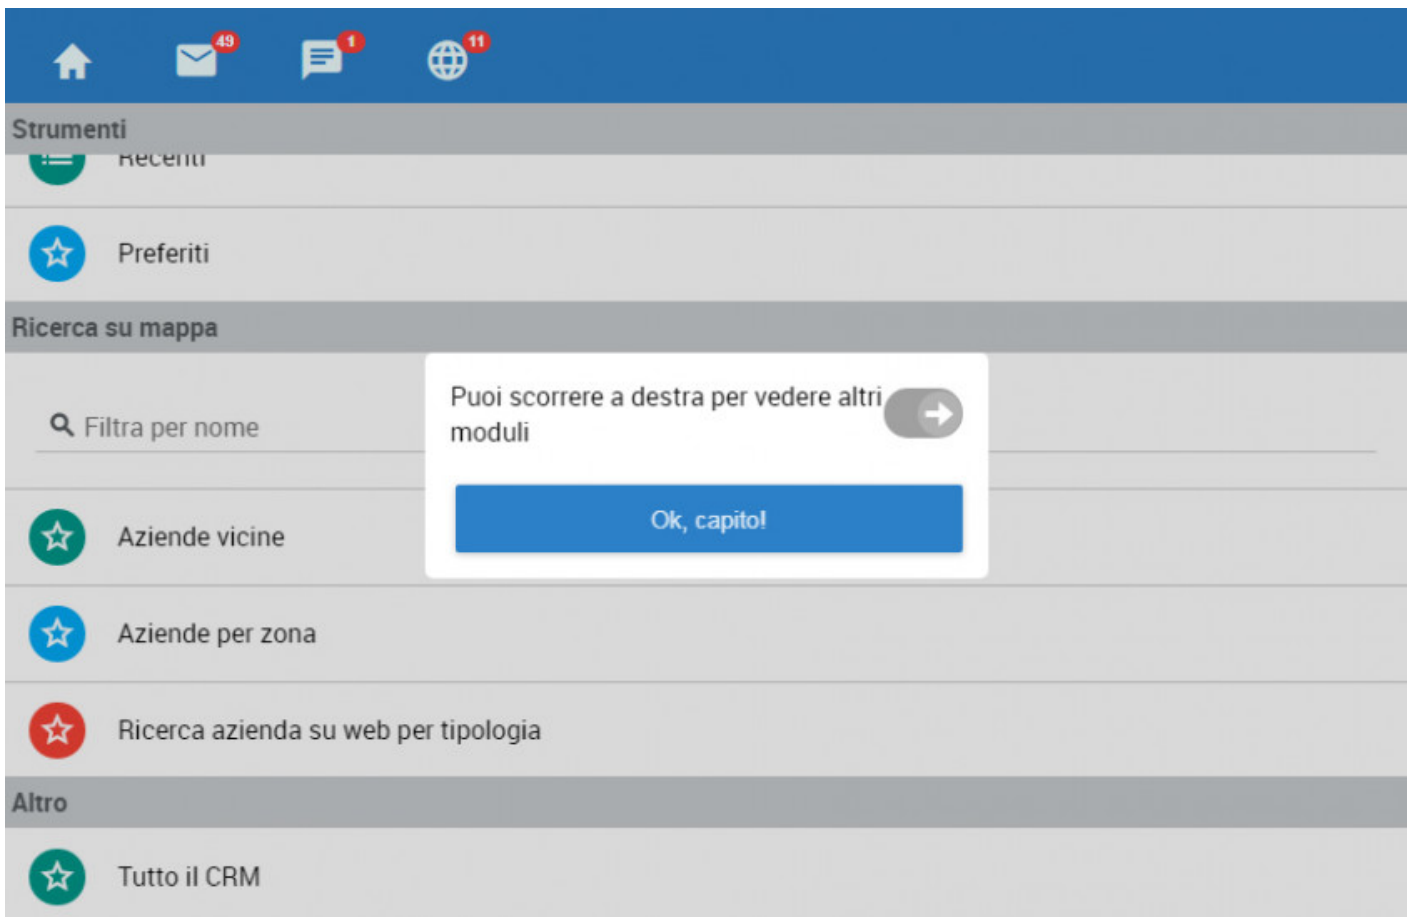 49 1 11
Strumenti
Recenti
Preferiti
Ricerca su mappa
Filtra per nome
Puoi scorrere a destra per vedere altri
moduli
Ok, capito!
Aziende vicine
Aziende per zona
Ricerca azienda su web per tipologia
Altro
Tutto il CRM